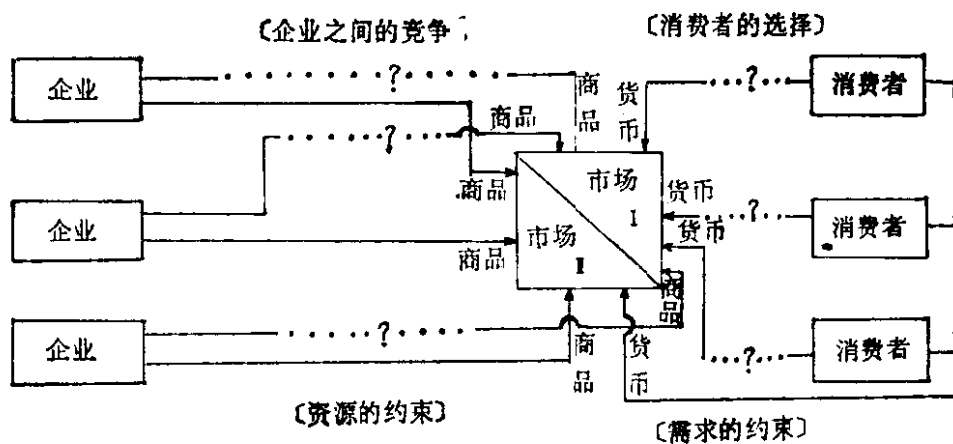 〔企业之间的竞争
〔消费者的选择〕
企业
?
商品
货币
?
消费者
商品
?
商品
市场
I
货币
企业
商品
市场
II
?
货币
消费者
商品
企业
?
商品
货币
?
消费者
〔资源的约束〕
〔需求的约束〕